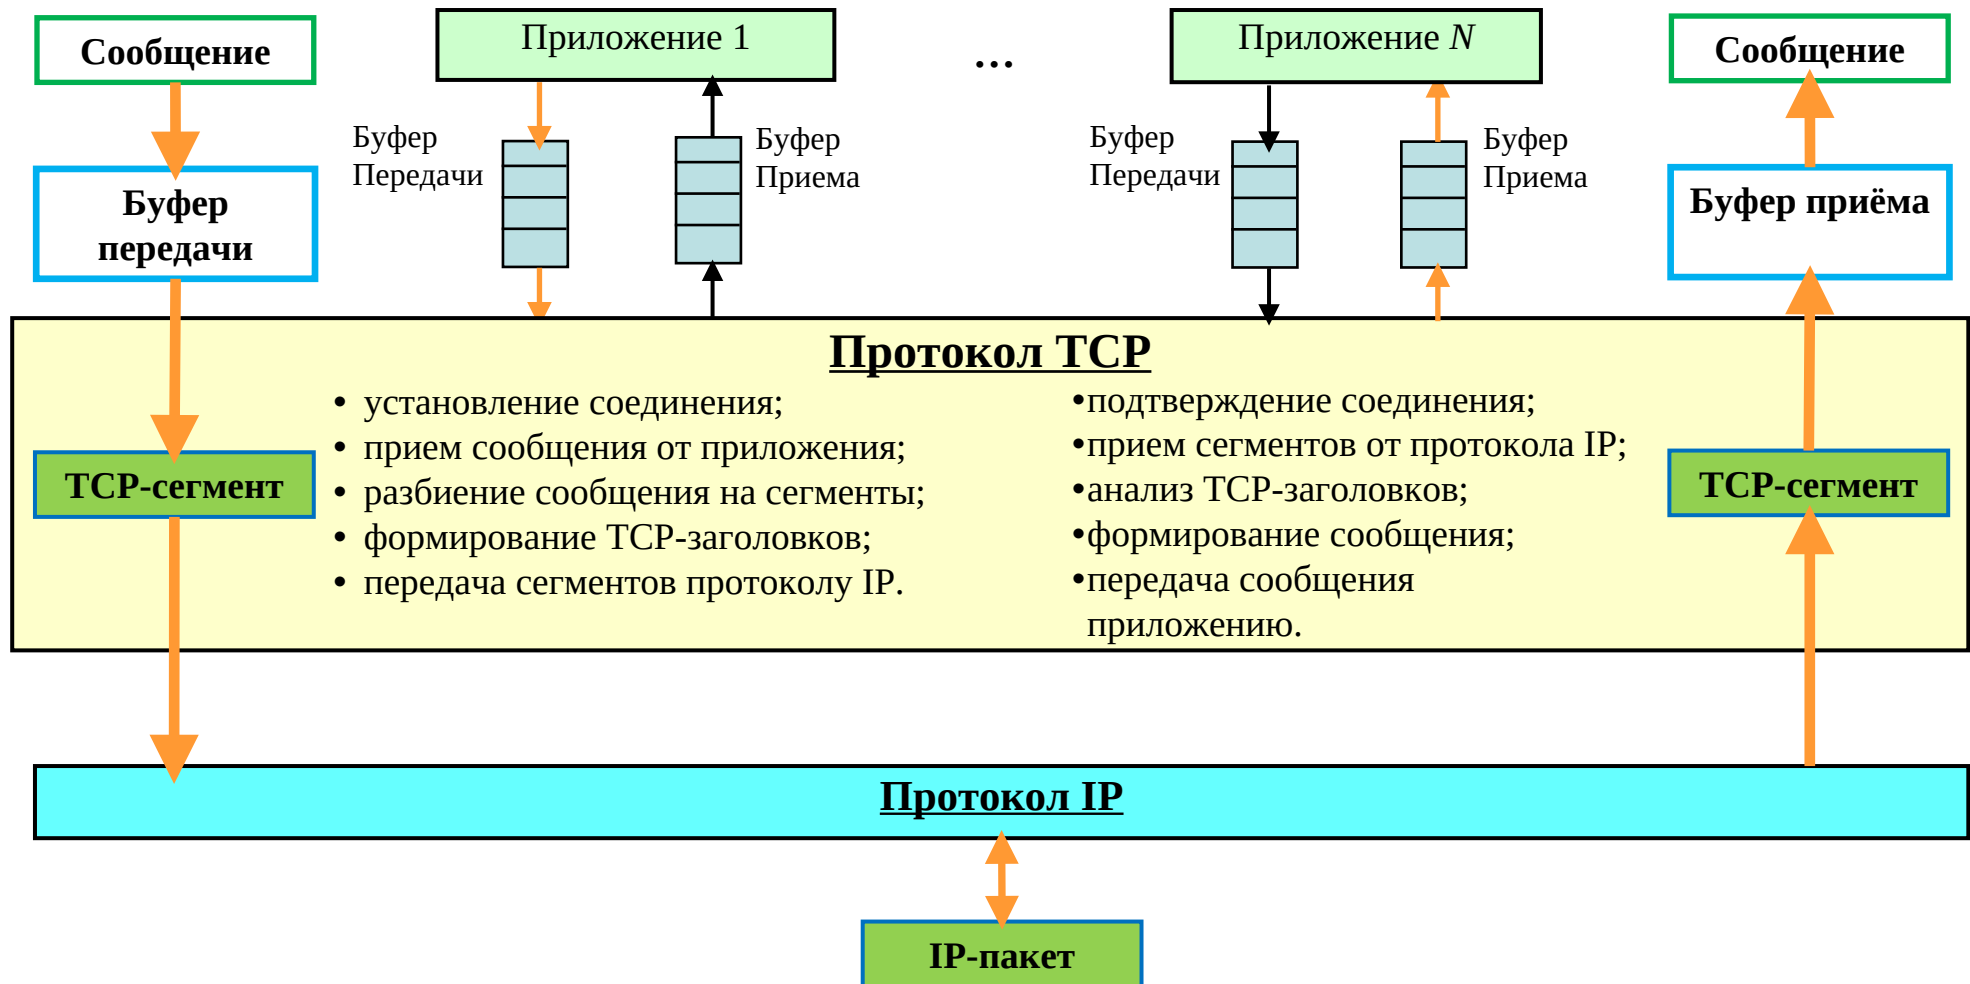 Сообщение
Приложение 1
...
Приложение N
Сообщение
Буфер
Передачи
Буфер
Приема
Буфер
Передачи
Буфер
Приема
Буфер
передачи
Буфер приёма
Протокол TCP
• установление соединения;
• прием сообщения от приложения;
• разбиение сообщения на сегменты;
• формирование TCP-заголовков;
• передача сегментов протоколу IP.
•подтверждение соединения;
•прием сегментов от протокола IP;
•анализ TCP-заголовков;
•формирование сообщения;
•передача сообщения
приложению.
TCP-сегмент
TCP-сегмент
Протокол IP
IP-пакет